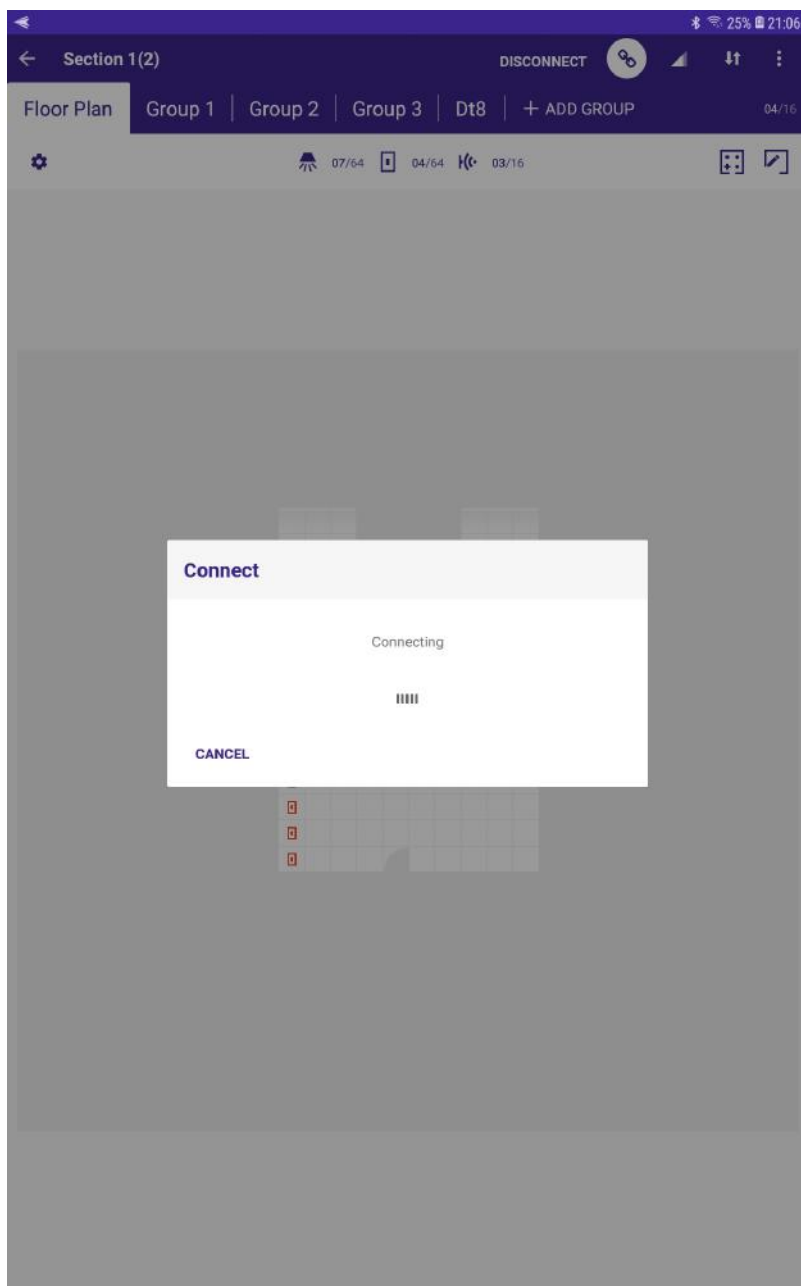 25% 21:06
Section 1(2) DISCONNECT
Floor Plan Group 1 Group 2 Group 3 Dt8 + ADD GROUP 04/16
07/64 04/64 03/16
Connect
Connecting
CANCEL